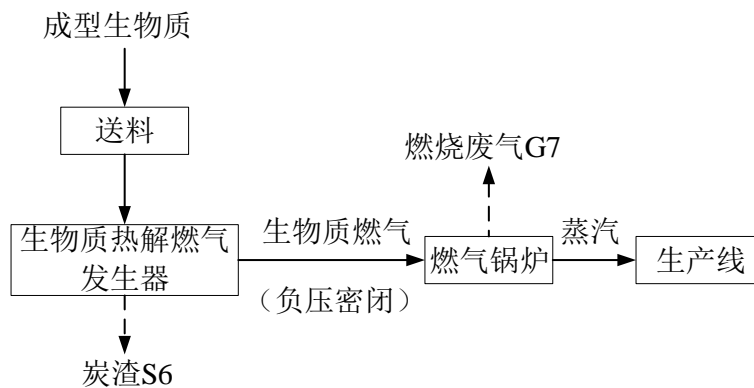 成型生物质
送料
燃烧废气G7
生物质热解燃气
发生器
生物质燃气
（负压密闭）
燃气锅炉
蒸汽
生产线
炭渣S6